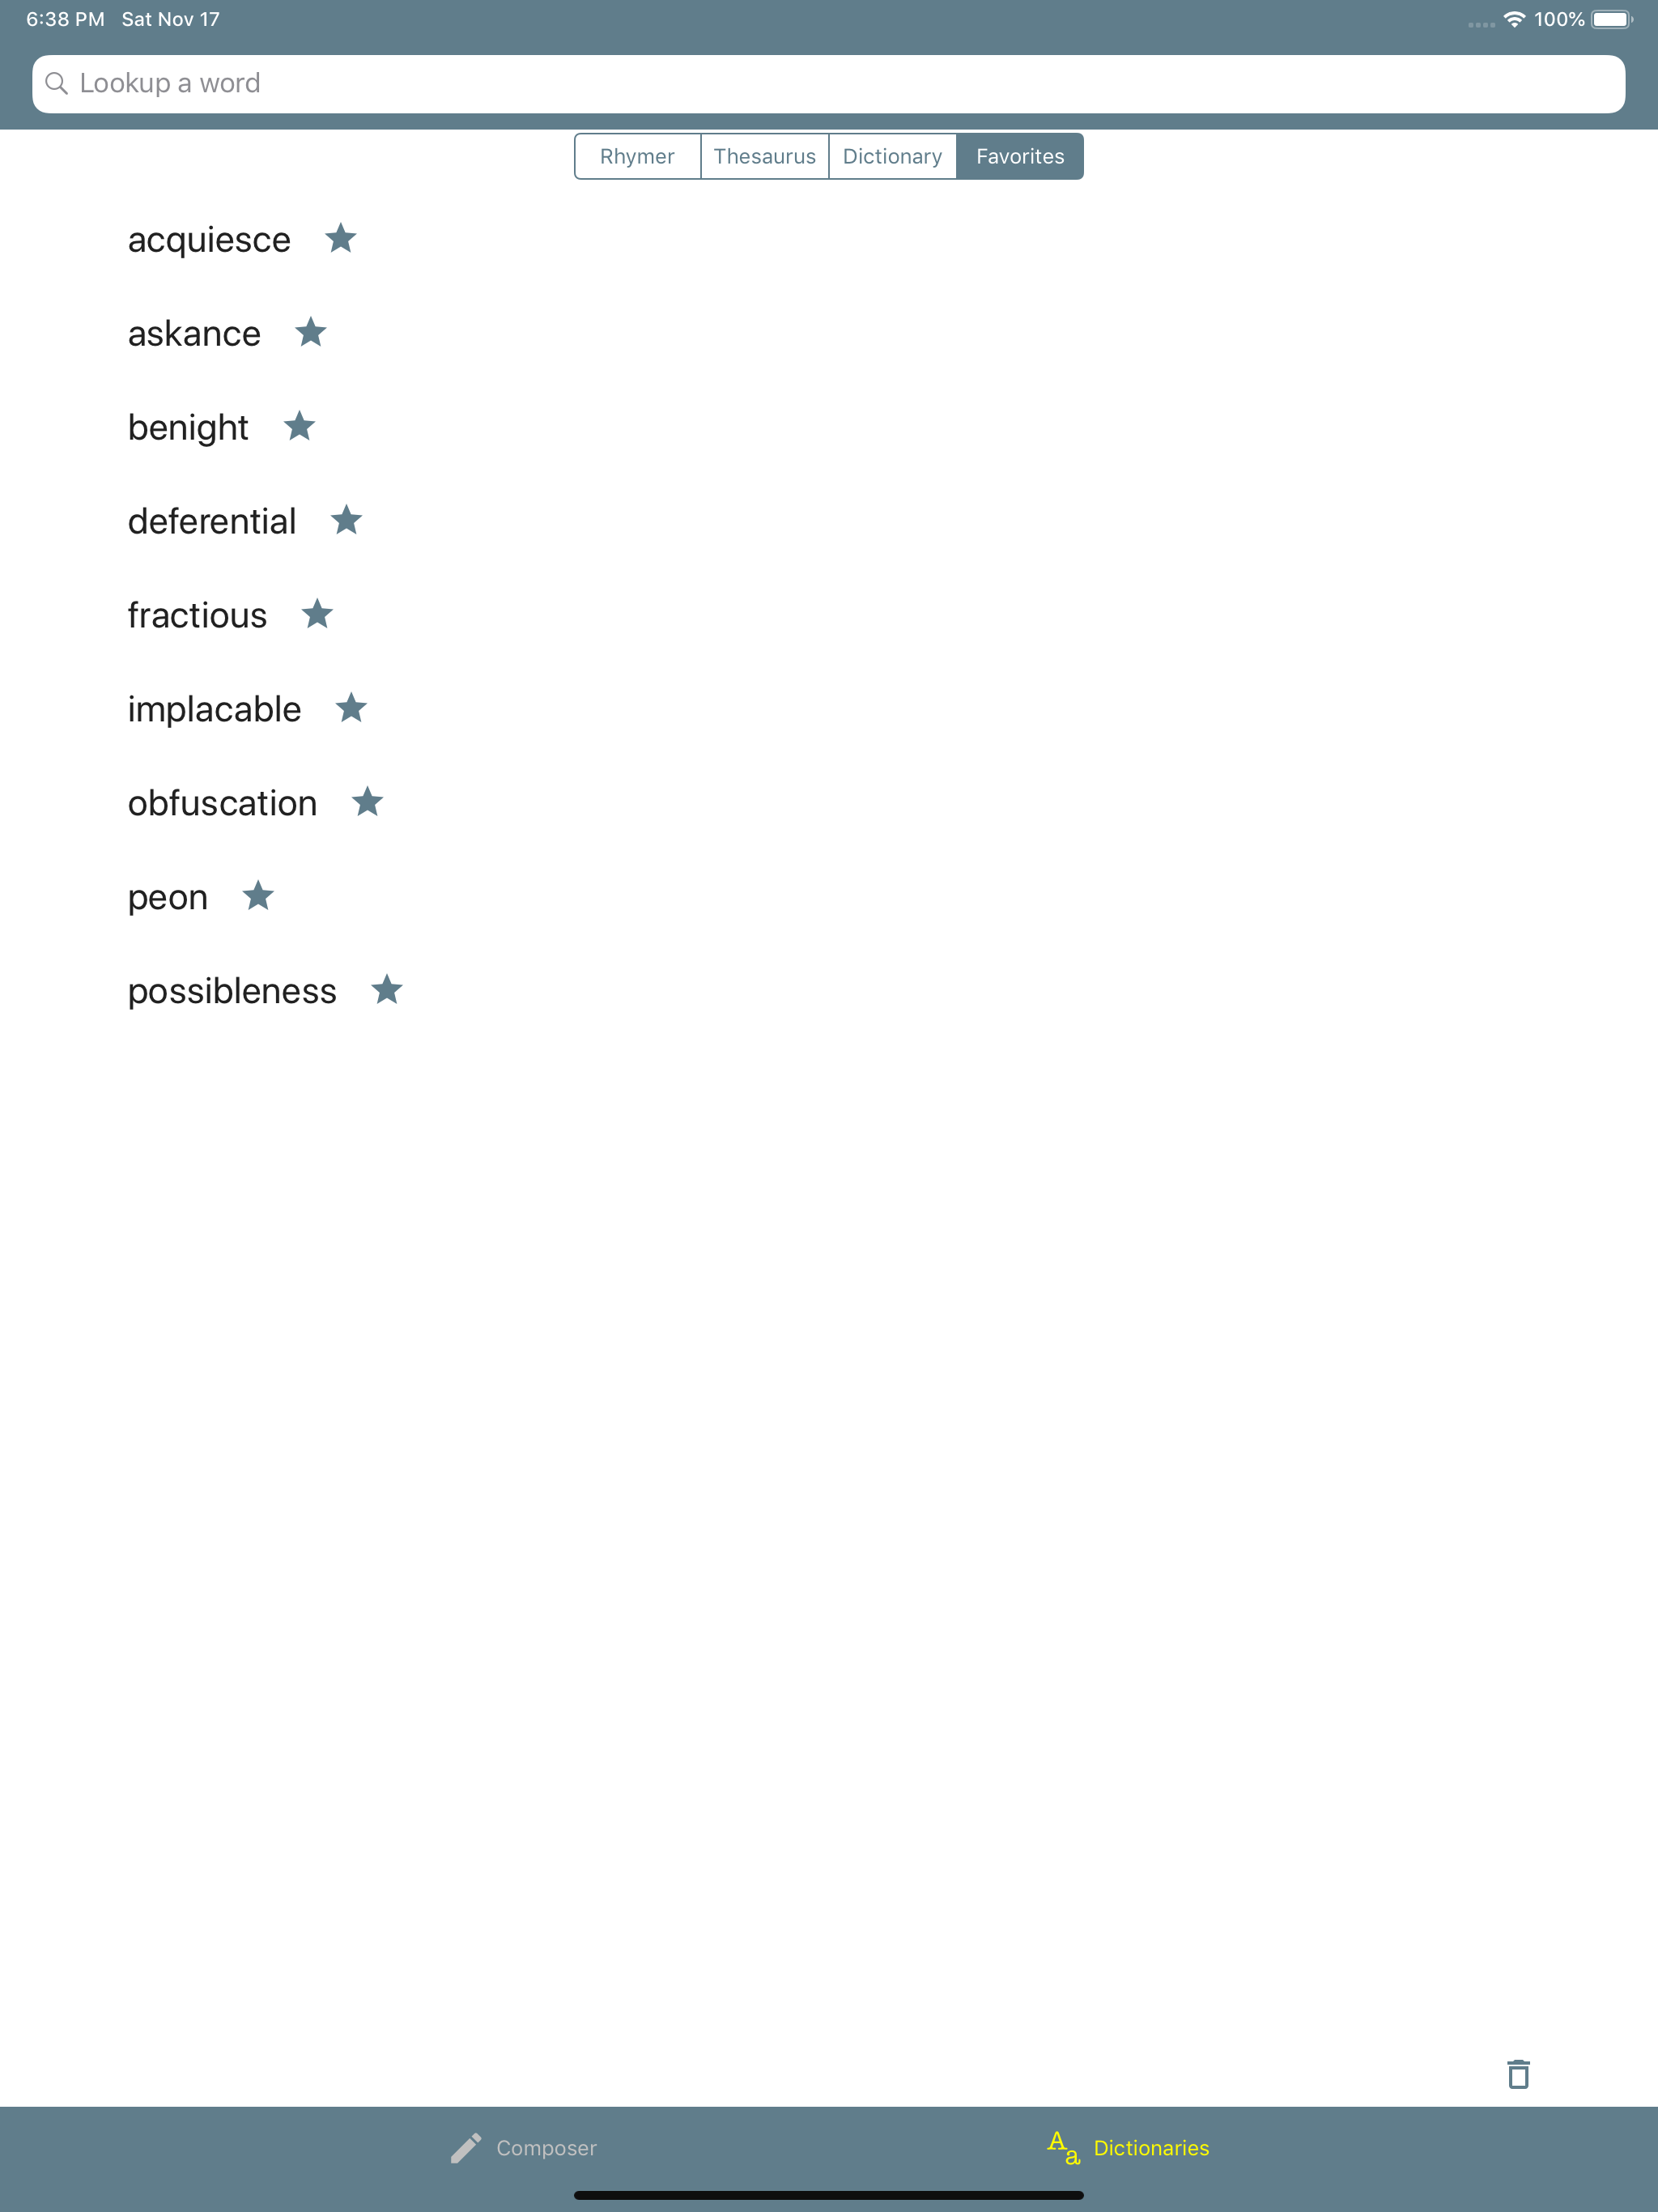 6:38 PM Sat Nov 17 100%
Lookup a word
Rhymer Thesaurus Dictionary Favorites
acquiesce
askance
benight
deferential
fractious
implacable
obfuscation
peon
possibleness
Composer Aa Dictionaries